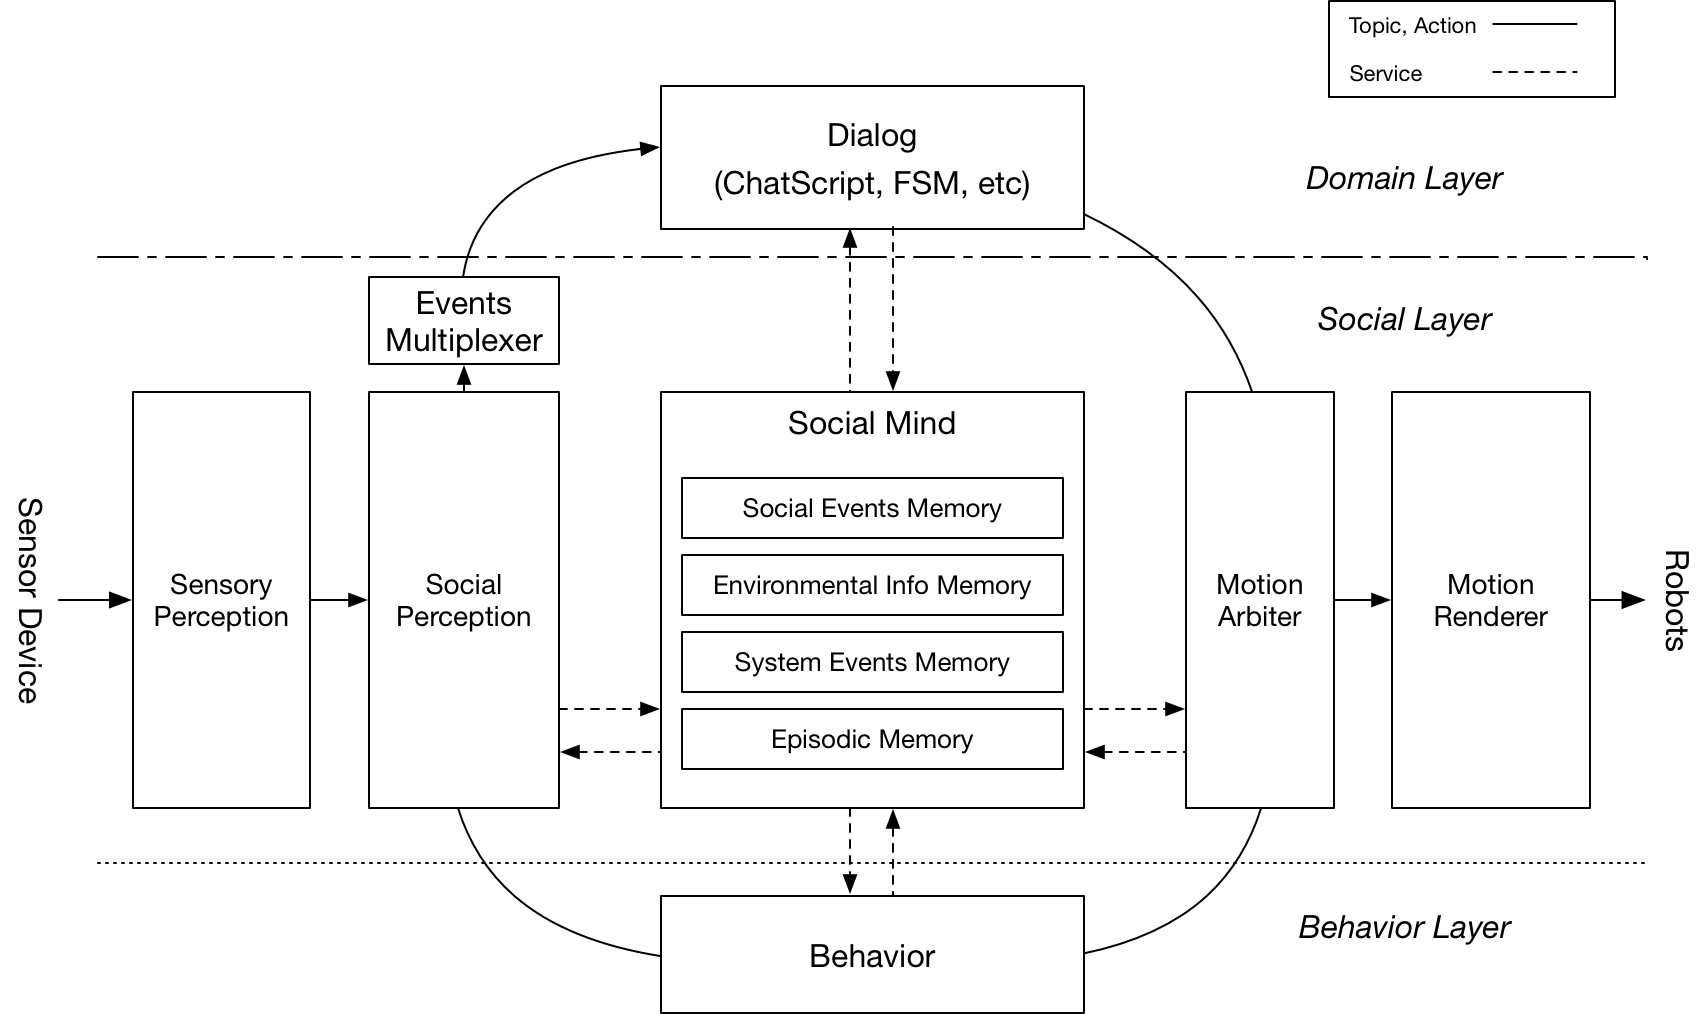 Topic, Action
Service
Dialog
(ChatScript, FSM, etc)
Domain Layer
Events
Multiplexer
Social Layer
Sensor Device
Sensory
Perception
Social
Perception
Social Mind
Social Events Memory
Environmental Info Memory
System Events Memory
Episodic Memory
Motion
Arbiter
Motion
Renderer
Robots
Behavior
Behavior Layer